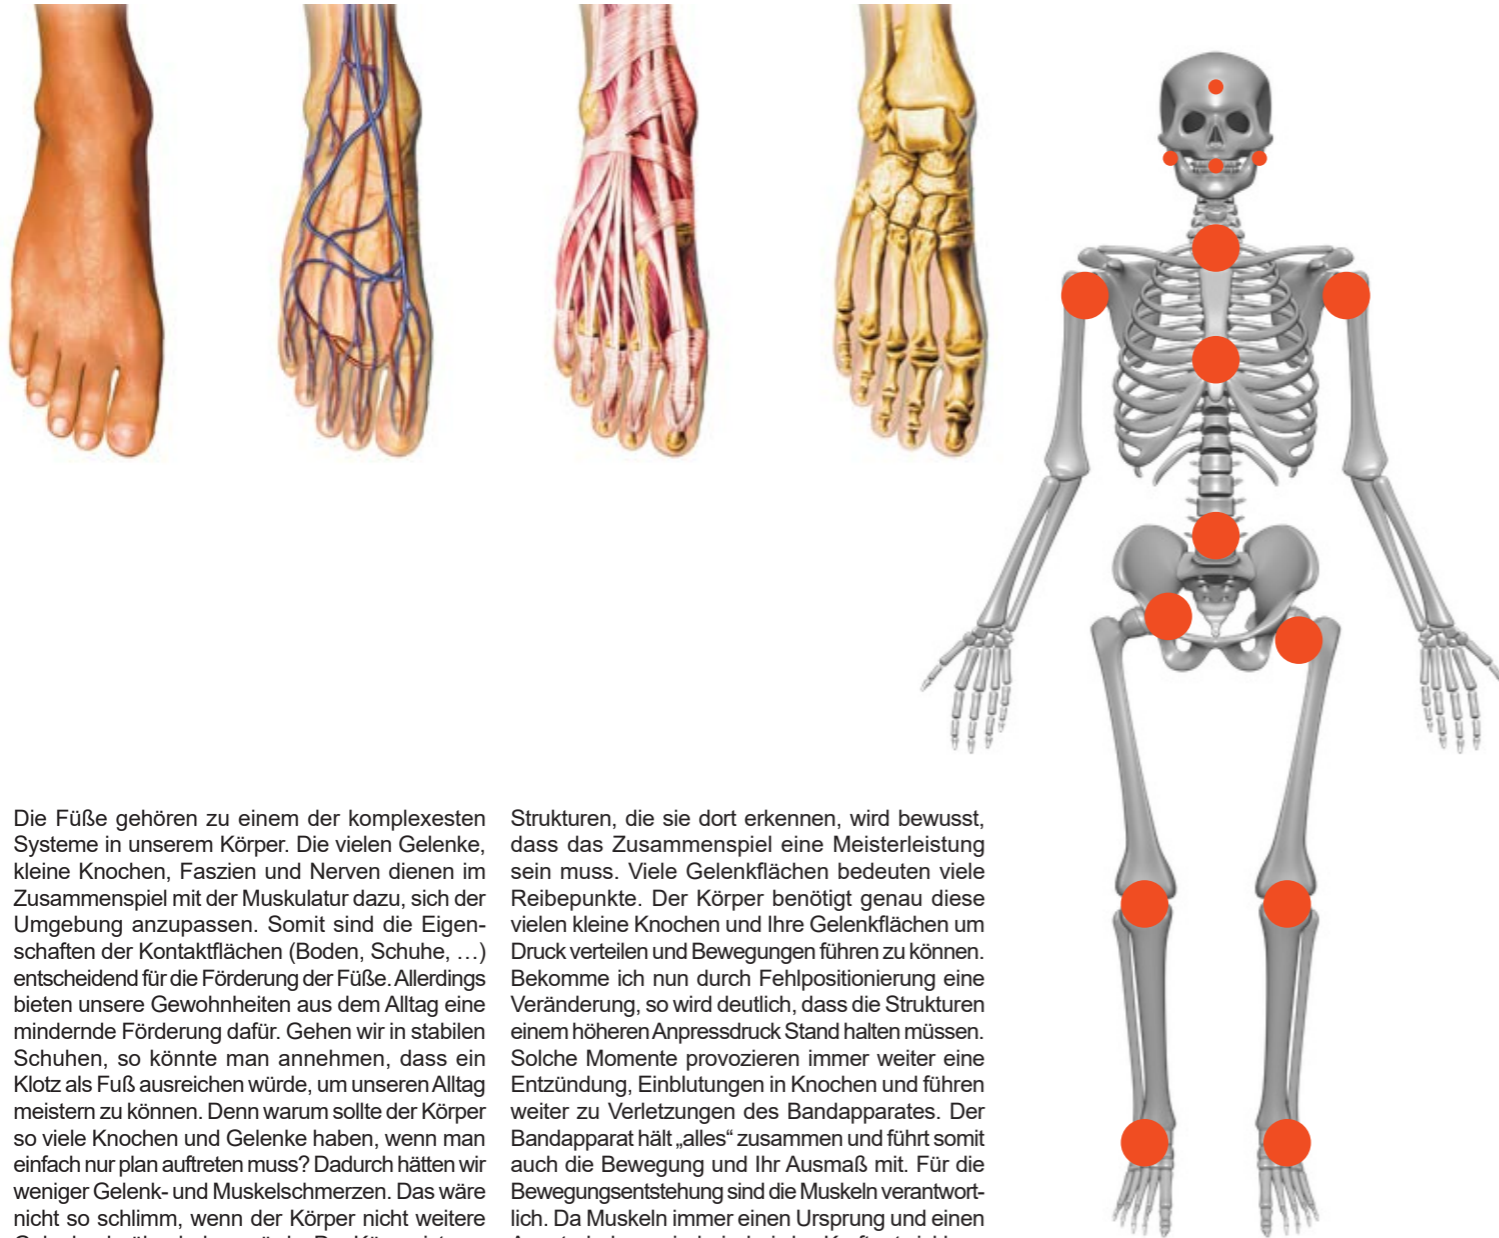 Die Füße gehören zu einem der komplexesten
Systeme in unserem Körper. Die vielen Gelenke,
kleine Knochen, Faszien und Nerven dienen im
Zusammenspiel mit der Muskulatur dazu, sich der
Umgebung anzupassen. Somit sind die Eigen-
schaften der Kontaktflächen (Boden, Schuhe, …)
entscheidend für die Förderung der Füße. Allerdings
bieten unsere Gewohnheiten aus dem Alltag eine
mindernde Förderung dafür. Gehen wir in stabilen
Schuhen, so könnte man annehmen, dass ein
Klotz als Fuß ausreichen würde, um unseren Alltag
meistern zu können. Denn warum sollte der Körper
so viele Knochen und Gelenke haben, wenn man
einfach nur plan auftreten muss? Dadurch hätten wir
weniger Gelenk- und Muskelschmerzen. Das wäre
nicht so schlimm, wenn der Körper nicht weitere
Strukturen, die sie dort erkennen, wird bewusst,
dass das Zusammenspiel eine Meisterleistung
sein muss. Viele Gelenkflächen bedeuten viele
Reibepunkte. Der Körper benötigt genau diese
vielen kleine Knochen und Ihre Gelenkflächen um
Druck verteilen und Bewegungen führen zu können.
Bekomme ich nun durch Fehlpositionierung eine
Veränderung, so wird deutlich, dass die Strukturen
einem höheren Anpressdruck Stand halten müssen.
Solche Momente provozieren immer weiter eine
Entzündung, Einblutungen in Knochen und führen
weiter zu Verletzungen des Bandapparates. Der
Bandapparat hält „alles“ zusammen und führt somit
auch die Bewegung und Ihr Ausmaß mit. Für die
Bewegungsentstehung sind die Muskeln verantwort-
lich. Da Muskeln immer einen Ursprung und einen